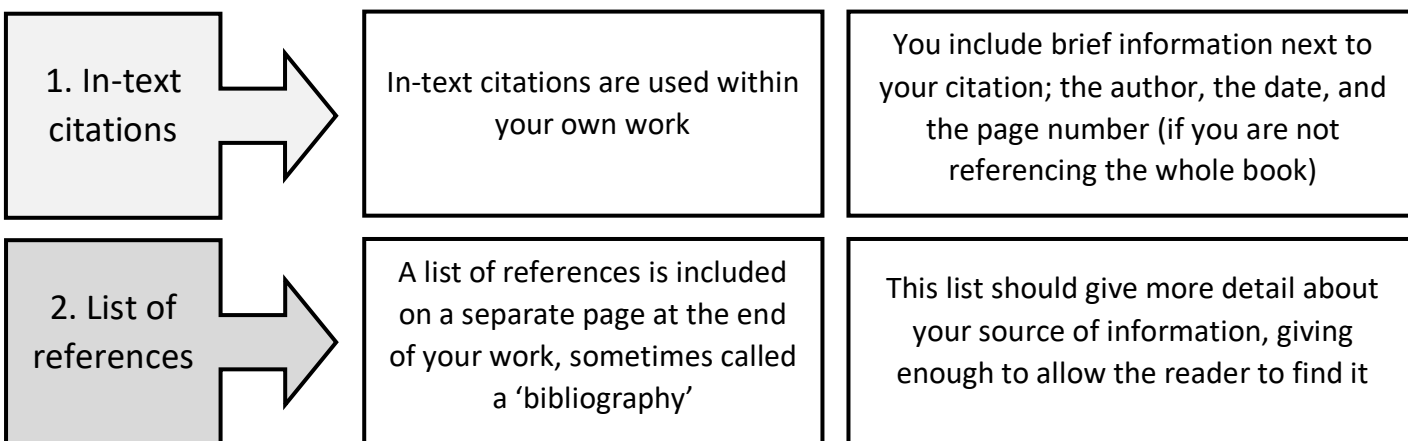 1. In-text
citations
In-text citations are used within
your own work
You include brief information next to
your citation; the author, the date, and
the page number (if you are not
referencing the whole book)
2. List of
references
A list of references is included
on a separate page at the end
of your work, sometimes called
a ‘bibliography’
This list should give more detail about
your source of information, giving
enough to allow the reader to find it